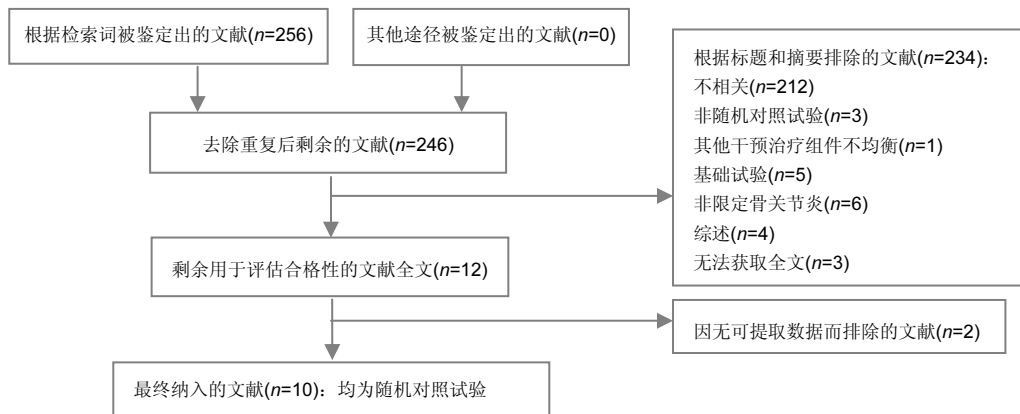 根据检索词被鉴定出的文献(n=256)
其他途径被鉴定出的文献(n=0)
去除重复后剩余的文献(n=246)
根据标题和摘要排除的文献(n=234)：
不相关(n=212)
非随机对照试验(n=3)
其他干预治疗组件不均衡(n=1)
基础试验(n=5)
非限定骨关节炎(n=6)
综述(n=4)
无法获取全文(n=3)
剩余用于评估合格性的文献全文(n=12)
因无可提取数据而排除的文献(n=2)
最终纳入的文献(n=10)：均为随机对照试验